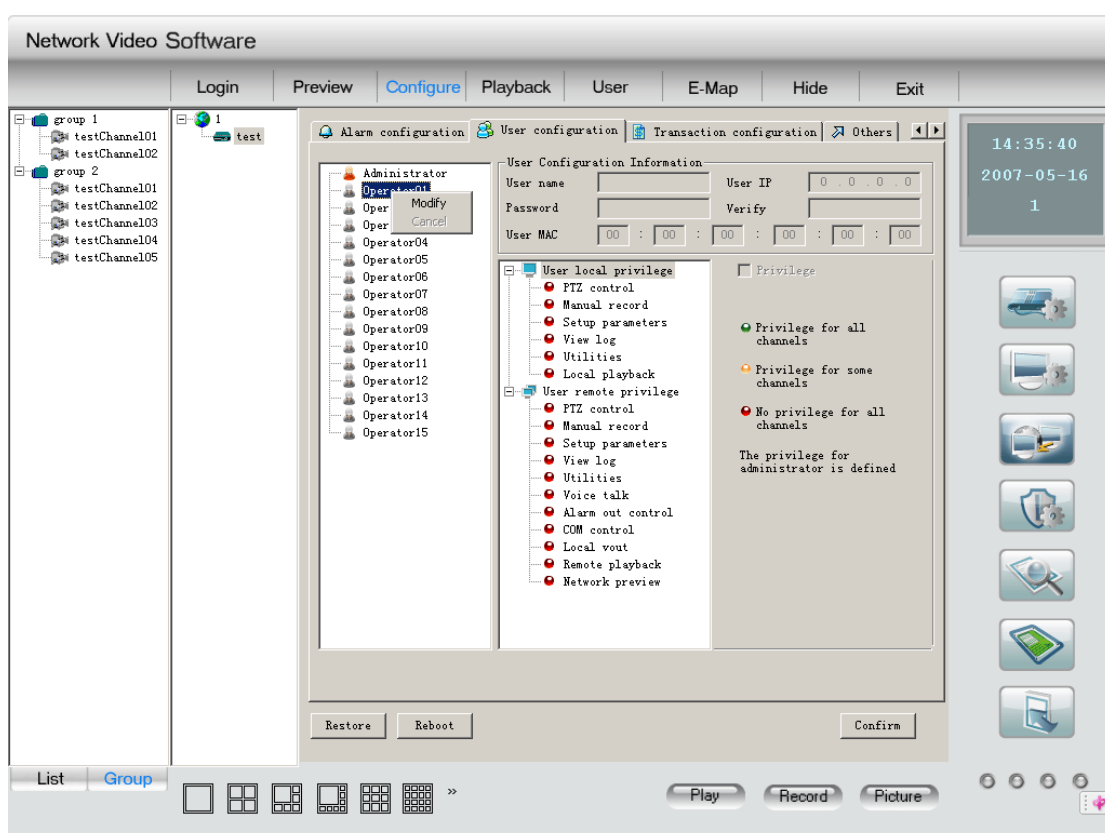 Network Video Software
Login Preview Configure Playback User E-Map Hide Exit
group 1
testChannel01
testChannel02
group 2
testChannel01
testChannel02
testChannel03
testChannel04
testChannel05
1
test
Alarm configuration User configuration Transaction configuration Others
Administrator
Operator01
Oper
Oper
Operator04
Operator05
Operator06
Operator07
Operator08
Operator09
Operator10
Operator11
Operator12
Operator13
Operator14
Operator15
Modify
Cancel
User Configuration Information
User name User IP 0 . 0 . 0 . 0
Password Verify
User MAC 00 : 00 : 00 : 00 : 00 : 00
User local privilege
PTZ control
Manual record
Setup parameters
View log
Utilities
Local playback
User remote privilege
PTZ control
Manual record
Setup parameters
View log
Utilities
Voice talk
Alarm out control
COM control
Local vout
Remote playback
Network preview
Privilege
Privilege for all
channels
Privilege for some
channels
No privilege for all
channels
The privilege for
administrator is defined
14:35:40
2007-05-16
1
Restore Reboot Confirm
List Group
»
Play Record Picture